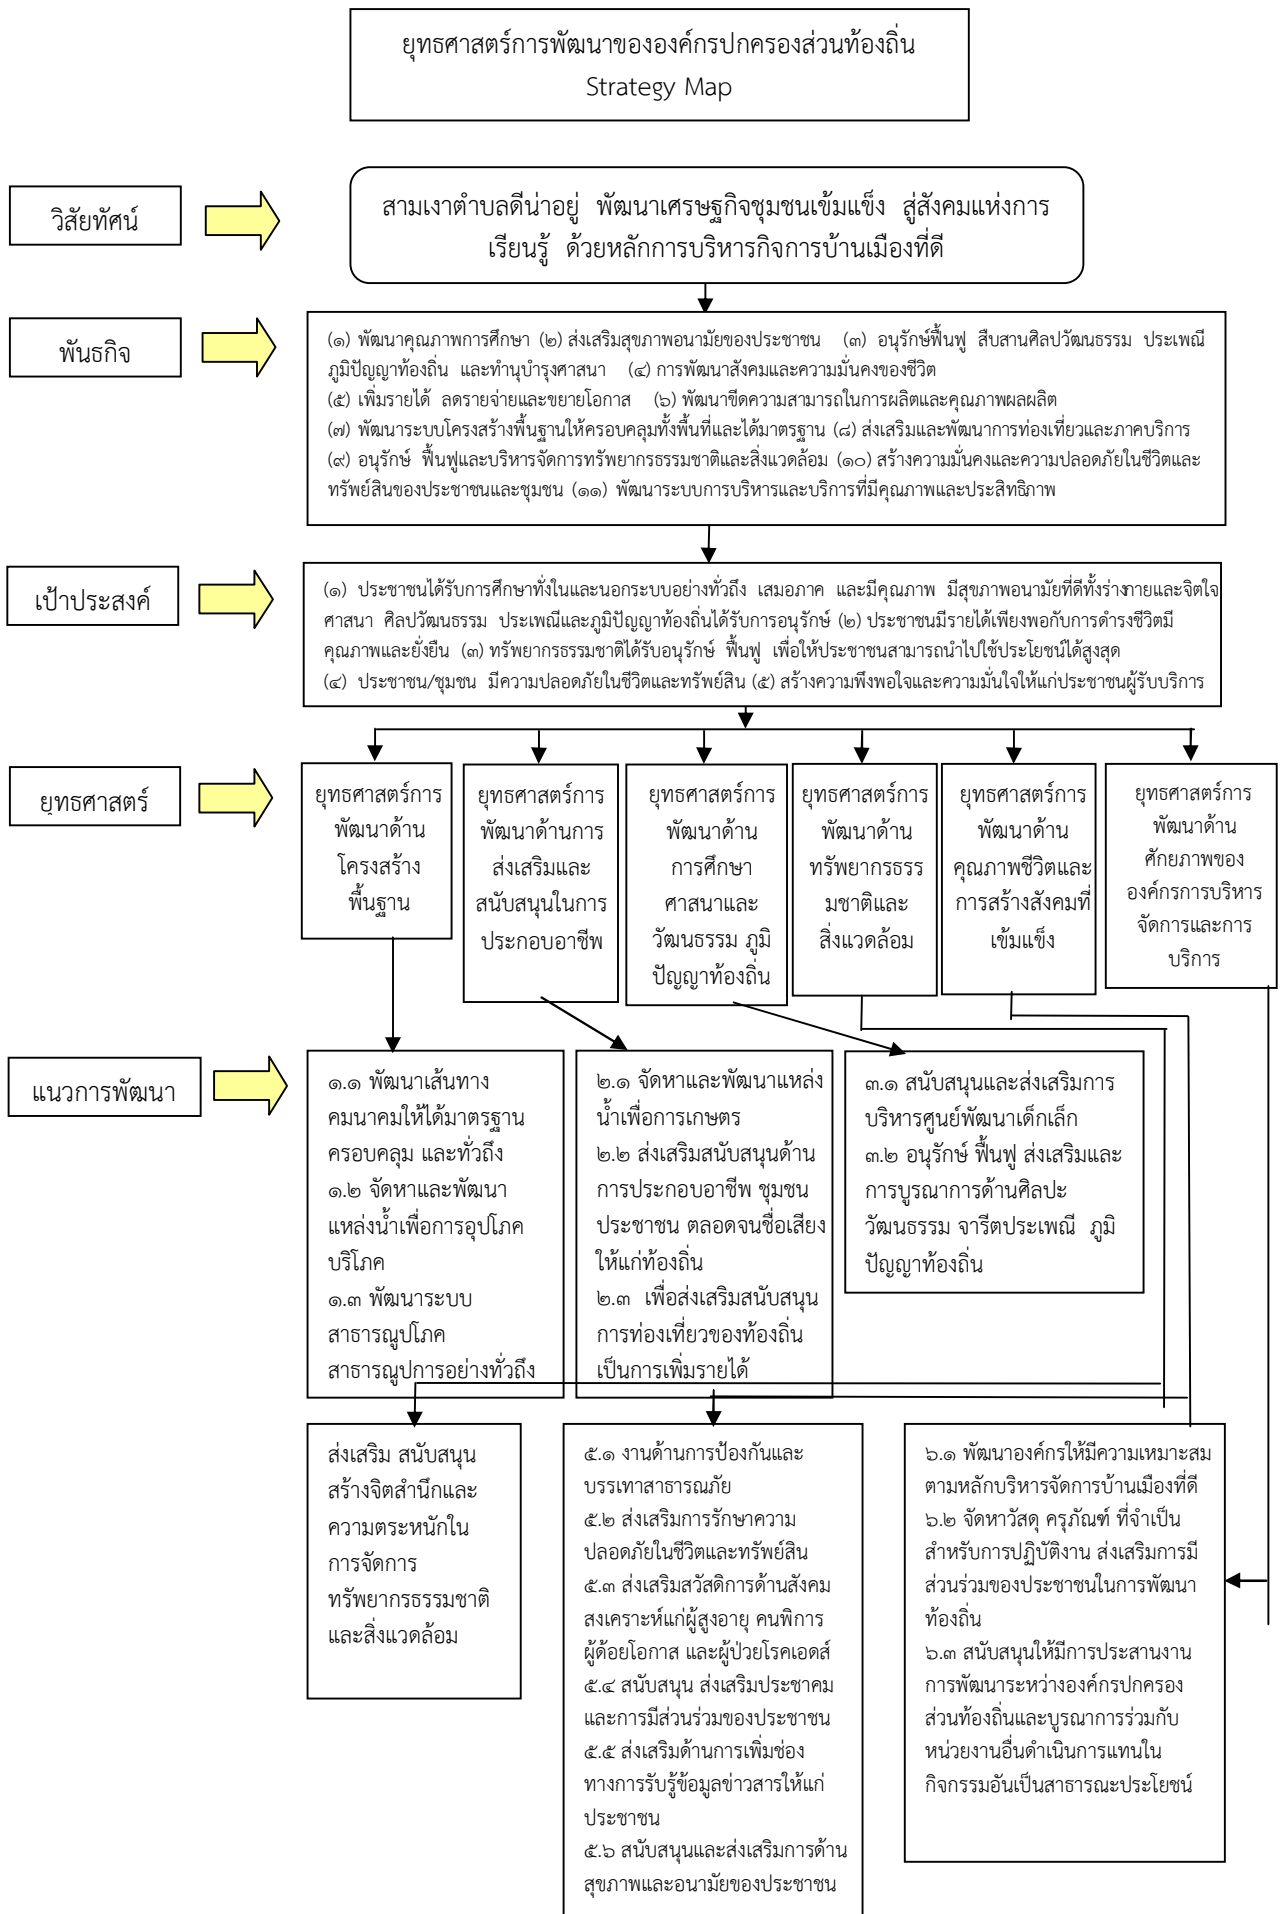 ยุทธศาสตร์การพัฒนาขององค์กรปกครองส่วนท้องถิ่น
Strategy Map
วิสัยทัศน์
สามเงาตำบลดีน่าอยู่ พัฒนาเศรษฐกิจชุมชนเข้มแข็ง สู่สังคมแห่งการ
เรียนรู้ ด้วยหลักการบริหารกิจการบ้านเมืองที่ดี
พันธกิจ
(๑) พัฒนาคุณภาพการศึกษา (๒) ส่งเสริมสุขภาพอนามัยของประชาชน (๓) อนุรักษ์ฟื้นฟู สืบสานศิลปวัฒนธรรม ประเพณี
ภูมิปัญญาท้องถิ่น และทำนุบำรุงศาสนา (๔) การพัฒนาสังคมและความมั่นคงของชีวิต
(๕) เพิ่มรายได้ ลดรายจ่ายและขยายโอกาส (๖) พัฒนาขีดความสามารถในการผลิตและคุณภาพผลผลิต
(๗) พัฒนาระบบโครงสร้างพื้นฐานให้ครอบคลุมทั้งพื้นที่และได้มาตรฐาน (๘) ส่งเสริมและพัฒนาการท่องเที่ยวและภาคบริการ
(๙) อนุรักษ์ ฟื้นฟูและบริหารจัดการทรัพยากรธรรมชาติและสิ่งแวดล้อม (๑๐) สร้างความมั่นคงและความปลอดภัยในชีวิตและ
ทรัพย์สินของประชาชนและชุมชน (๑๑) พัฒนาระบบการบริหารและบริการที่มีคุณภาพและประสิทธิภาพ
เป้าประสงค์
(๑) ประชาชนได้รับการศึกษาทั่งในและนอกระบบอย่างทั่วถึง เสมอภาค และมีคุณภาพ มีสุขภาพอนามัยที่ดีทั้งร่างกายและจิตใจ
ศาสนา ศิลปวัฒนธรรม ประเพณีและภูมิปัญญาท้องถิ่นได้รับการอนุรักษ์ (๒) ประชาชนมีรายได้เพียงพอกับการดำรงชีวิตมี
คุณภาพและยั่งยืน (๓) ทรัพยากรธรรมชาติได้รับอนุรักษ์ ฟื้นฟู เพื่อให้ประชาชนสามารถนำไปใช้ประโยชน์ได้สูงสุด
(๔) ประชาชน/ชุมชน มีความปลอดภัยในชีวิตและทรัพย์สิน (๕) สร้างความพึงพอใจและความมั่นใจให้แก่ประชาชนผู้รับบริการ
ยุทธศาสตร์
ยุทธศาสตร์การ
พัฒนาด้าน
โครงสร้าง
พื้นฐาน
ยุทธศาสตร์การ
พัฒนาด้านการ
ส่งเสริมและ
สนับสนุนในการ
ประกอบอาชีพ
ยุทธศาสตร์การ
พัฒนาด้าน
การศึกษา
ศาสนาและ
วัฒนธรรม ภูมิ
ปัญญาท้องถิ่น
ยุทธศาสตร์การ
พัฒนาด้าน
ทรัพยากรธรร
มชาติและ
สิ่งแวดล้อม
ยุทธศาสตร์การ
พัฒนาด้าน
คุณภาพชีวิตและ
การสร้างสังคมที่
เข้มแข็ง
ยุทธศาสตร์การ
พัฒนาด้าน
ศักยภาพของ
องค์กรการบริหาร
จัดการและการ
บริการ
แนวการพัฒนา
๑.๑ พัฒนาเส้นทาง
คมนาคมให้ได้มาตรฐาน
ครอบคลุม และทั่วถึง
๑.๒ จัดหาและพัฒนา
แหล่งน้ำเพื่อการอุปโภค
บริโภค
๑.๓ พัฒนาระบบ
สาธารณูปโภค
สาธารณูปการอย่างทั่วถึง
๒.๑ จัดหาและพัฒนาแหล่ง
น้ำเพื่อการเกษตร
๒.๒ ส่งเสริมสนับสนุนด้าน
การประกอบอาชีพ ชุมชน
ประชาชน ตลอดจนชื่อเสียง
ให้แก่ท้องถิ่น
๒.๓ เพื่อส่งเสริมสนับสนุน
การท่องเที่ยวของท้องถิ่น
เป็นการเพิ่มรายได้
๓.๑ สนับสนุนและส่งเสริมการ
บริหารศูนย์พัฒนาเด็กเล็ก
๓.๒ อนุรักษ์ ฟื้นฟู ส่งเสริมและ
การบูรณาการด้านศิลปะ
วัฒนธรรม จารีตประเพณี ภูมิ
ปัญญาท้องถิ่น
ส่งเสริม สนับสนุน
สร้างจิตสำนึกและ
ความตระหนักใน
การจัดการ
ทรัพยากรธรรมชาติ
และสิ่งแวดล้อม
๕.๑ งานด้านการป้องกันและ
บรรเทาสาธารณภัย
๕.๒ ส่งเสริมการรักษาความ
ปลอดภัยในชีวิตและทรัพย์สิน
๕.๓ ส่งเสริมสวัสดิการด้านสังคม
สงเคราะห์แก่ผู้สูงอายุ คนพิการ
ผู้ด้อยโอกาส และผู้ป่วยโรคเอดส์
๕.๔ สนับสนุน ส่งเสริมประชาคม
และการมีส่วนร่วมของประชาชน
๕.๕ ส่งเสริมด้านการเพิ่มช่อง
ทางการรับรู้ข้อมูลข่าวสารให้แก่
ประชาชน
๕.๖ สนับสนุนและส่งเสริมการด้าน
สุขภาพและอนามัยของประชาชน
๖.๑ พัฒนาองค์กรให้มีความเหมาะสม
ตามหลักบริหารจัดการบ้านเมืองที่ดี
๖.๒ จัดหาวัสดุ ครุภัณฑ์ ที่จำเป็น
สำหรับการปฏิบัติงาน ส่งเสริมการมี
ส่วนร่วมของประชาชนในการพัฒนา
ท้องถิ่น
๖.๓ สนับสนุนให้มีการประสานงาน
การพัฒนาระหว่างองค์กรปกครอง
ส่วนท้องถิ่นและบูรณาการร่วมกับ
หน่วยงานอื่นดำเนินการแทนใน
กิจกรรมอันเป็นสาธารณะประโยชน์